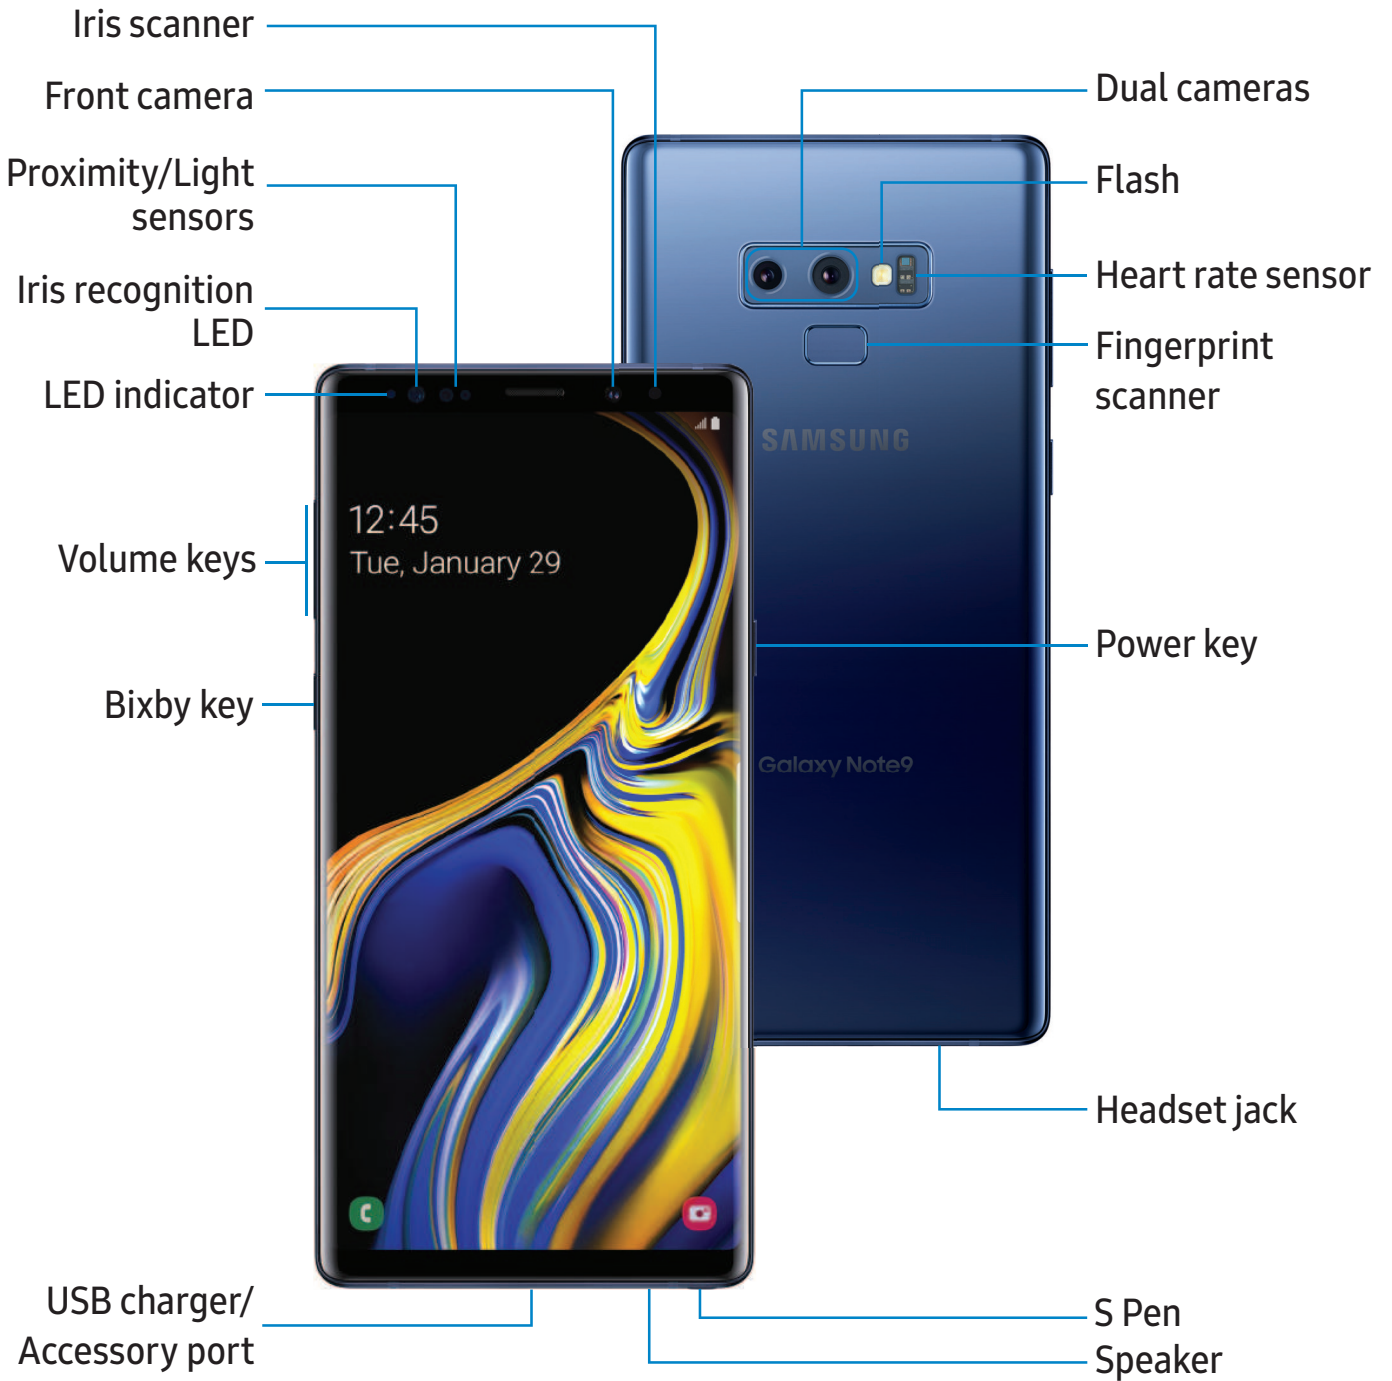 Iris scanner
Front camera
Proximity/Light
sensors
Iris recognition
LED
LED indicator
Volume keys
Bixby key
USB charger/
Accessory port
12:45
Tue, January 29
Dual cameras
Flash
Heart rate sensor
Fingerprint
scanner
SAMSUNG
Power key
Galaxy Note9
Headset jack
S Pen
Speaker